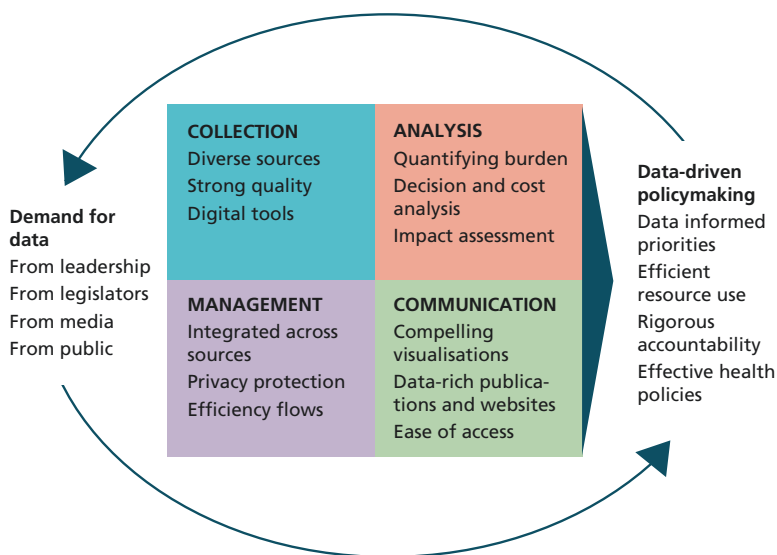 Demand for
data
From leadership
From legislators
From media
From public
COLLECTION
Diverse sources
Strong quality
Digital tools
ANALYSIS
Quantifying burden
Decision and cost
analysis
Impact assessment
MANAGEMENT
Integrated across
sources
Privacy protection
Efficiency flows
COMMUNICATION
Compelling
visualisations
Data-rich publica-
tions and websites
Ease of access
Data-driven
policymaking
Data informed
priorities
Efficient
resource use
Rigorous
accountability
Effective health
policies